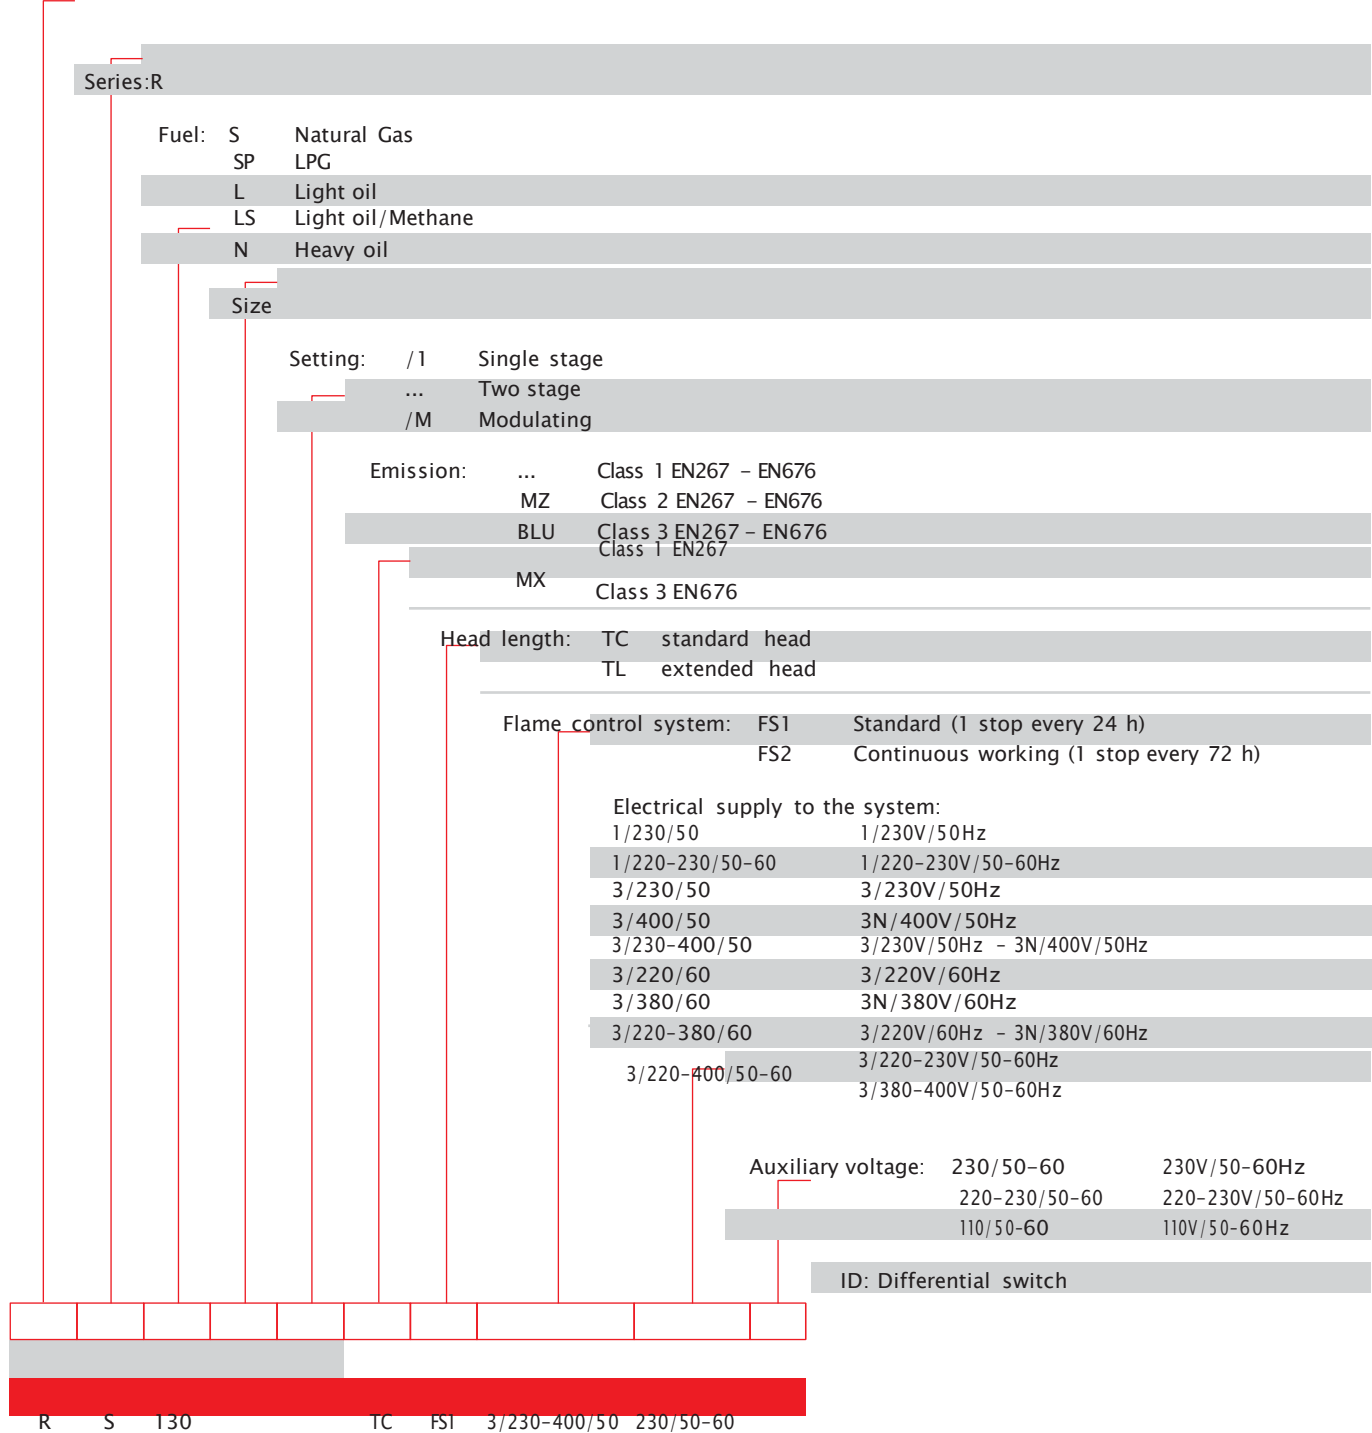 Series:R
Fuel: S Natural Gas
SP LPG
L Light oil
LS Light oil/Methane
N Heavy oil
Size
Setting: /1 Single stage
... Two stage
/M Modulating
Emission: ... Class 1 EN267 – EN676
MZ Class 2 EN267 – EN676
BLU Class 3 EN267 – EN676
Class 1 EN267
MX
Class 3 EN676
Head length: TC standard head
TL extended head
Flame control system: FS1 Standard (1 stop every 24 h)
FS2 Continuous working (1 stop every 72 h)
Electrical supply to the system:
1/230/50 1/230V/50Hz
1/220-230/50-60 1/220-230V/50-60Hz
3/230/50 3/230V/50Hz
3/400/50 3N/400V/50Hz
3/230-400/50 3/230V/50Hz – 3N/400V/50Hz
3/220/60 3/220V/60Hz
3/380/60 3N/380V/60Hz
3/220-380/60 3/220V/60Hz – 3N/380V/60Hz
3/220-230V/50-60Hz
3/220-400/50-60
3/380-400V/50-60Hz
Auxiliary voltage: 230/50-60 230V/50-60Hz
220-230/50-60 220-230V/50-60Hz
110/50-60 110V/50-60Hz
ID: Differential switch
R S 130 TC FS1 3/230-400/50 230/50-60